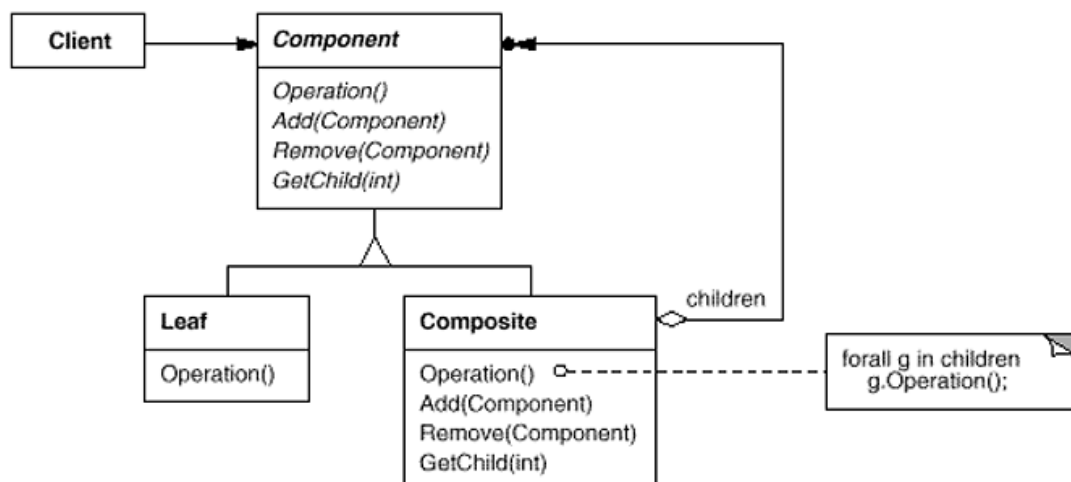 Client
Component
Operation()
Add(Component)
Remove(Component)
GetChild(int)
Leaf
Operation()
Composite
Operation()
Add(Component)
Remove(Component)
GetChild(int)
children
forall g in children
g.Operation();